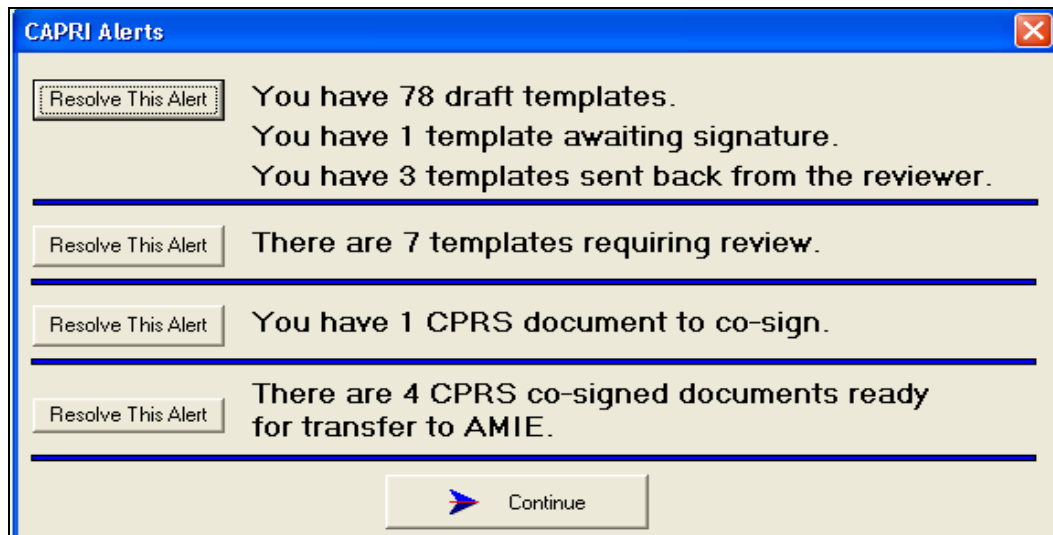 CAPRI Alerts
Resolve This Alert
You have 78 draft templates.
You have 1 template awaiting signature.
You have 3 templates sent back from the reviewer.
Resolve This Alert
There are 7 templates requiring review.
Resolve This Alert
You have 1 CPRS document to co-sign.
Resolve This Alert
There are 4 CPRS co-signed documents ready
for transfer to AMIE.
Continue